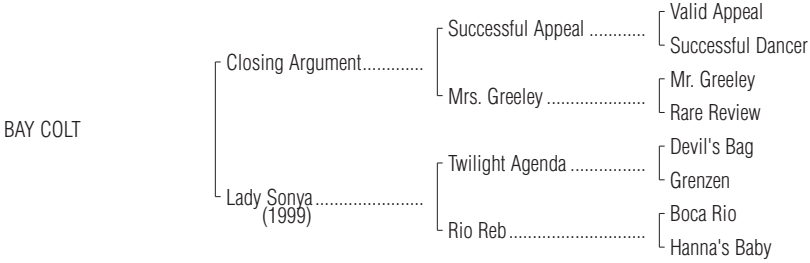 Valid Appeal
Successful Appeal ............
Successful Dancer
Closing Argument.............
Mr. Greeley
Mrs. Greeley .....................
Rare Review
BAY COLT
Devil's Bag
Twilight Agenda ................
Grenzen
Lady Sonya.......................
(1999)
Boca Rio
Rio Reb.............................
Hanna's Baby